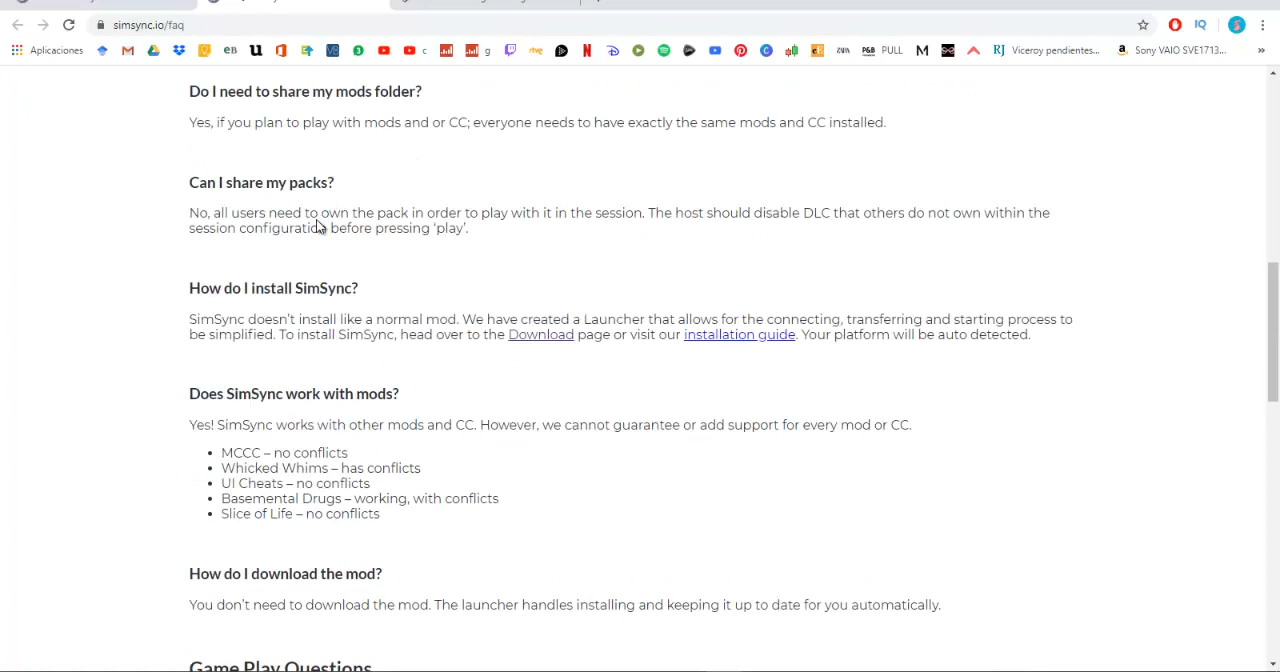 simsync.io/faq
Aplicaciones
c
g
PULL
Viceroy pendientes...
Sony VAIO SVE1713...
Do I need to share my mods folder?
Yes, if you plan to play with mods and or CC; everyone needs to have exactly the same mods and CC installed.
Can I share my packs?
No, all users need to own the pack in order to play with it in the session. The host should disable DLC that others do not own within the
session configuration before pressing ‘play’.
How do I install SimSync?
SimSync doesn’t install like a normal mod. We have created a Launcher that allows for the connecting, transferring and starting process to
be simplified. To install SimSync, head over to the Download page or visit our installation guide. Your platform will be auto detected.
Does SimSync work with mods?
Yes! SimSync works with other mods and CC. However, we cannot guarantee or add support for every mod or CC.
• MCCC – no conflicts
• Whicked Whims – has conflicts
• UI Cheats – no conflicts
• Basemental Drugs – working, with conflicts
• Slice of Life – no conflicts
How do I download the mod?
You don’t need to download the mod. The launcher handles installing and keeping it up to date for you automatically.
Game Play Questions